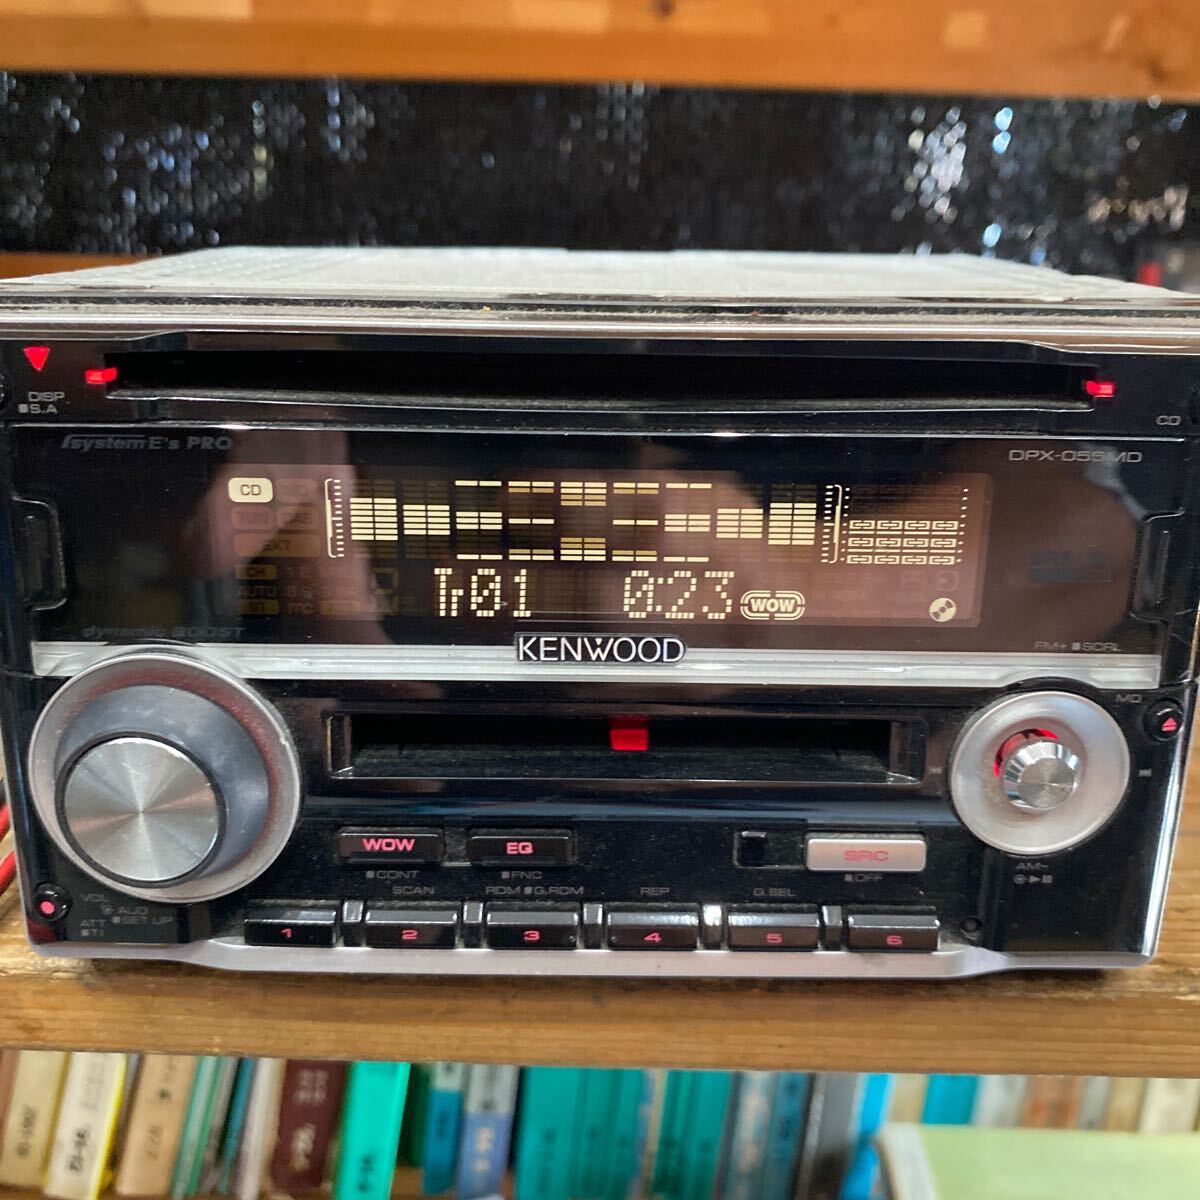 DISP
S.A
CD
system E's PRO
DPX-055MD
CD
Tr01 0:23 WOW
KENWOOD
FM+ SCRL
MD
WOW EQ SRC
CONT FNC OFF
AM-
SCAN RDM G.RDM REP G.SEL
VOL
AUD
ATT SET UP
TI
1 2 3 4 5 6